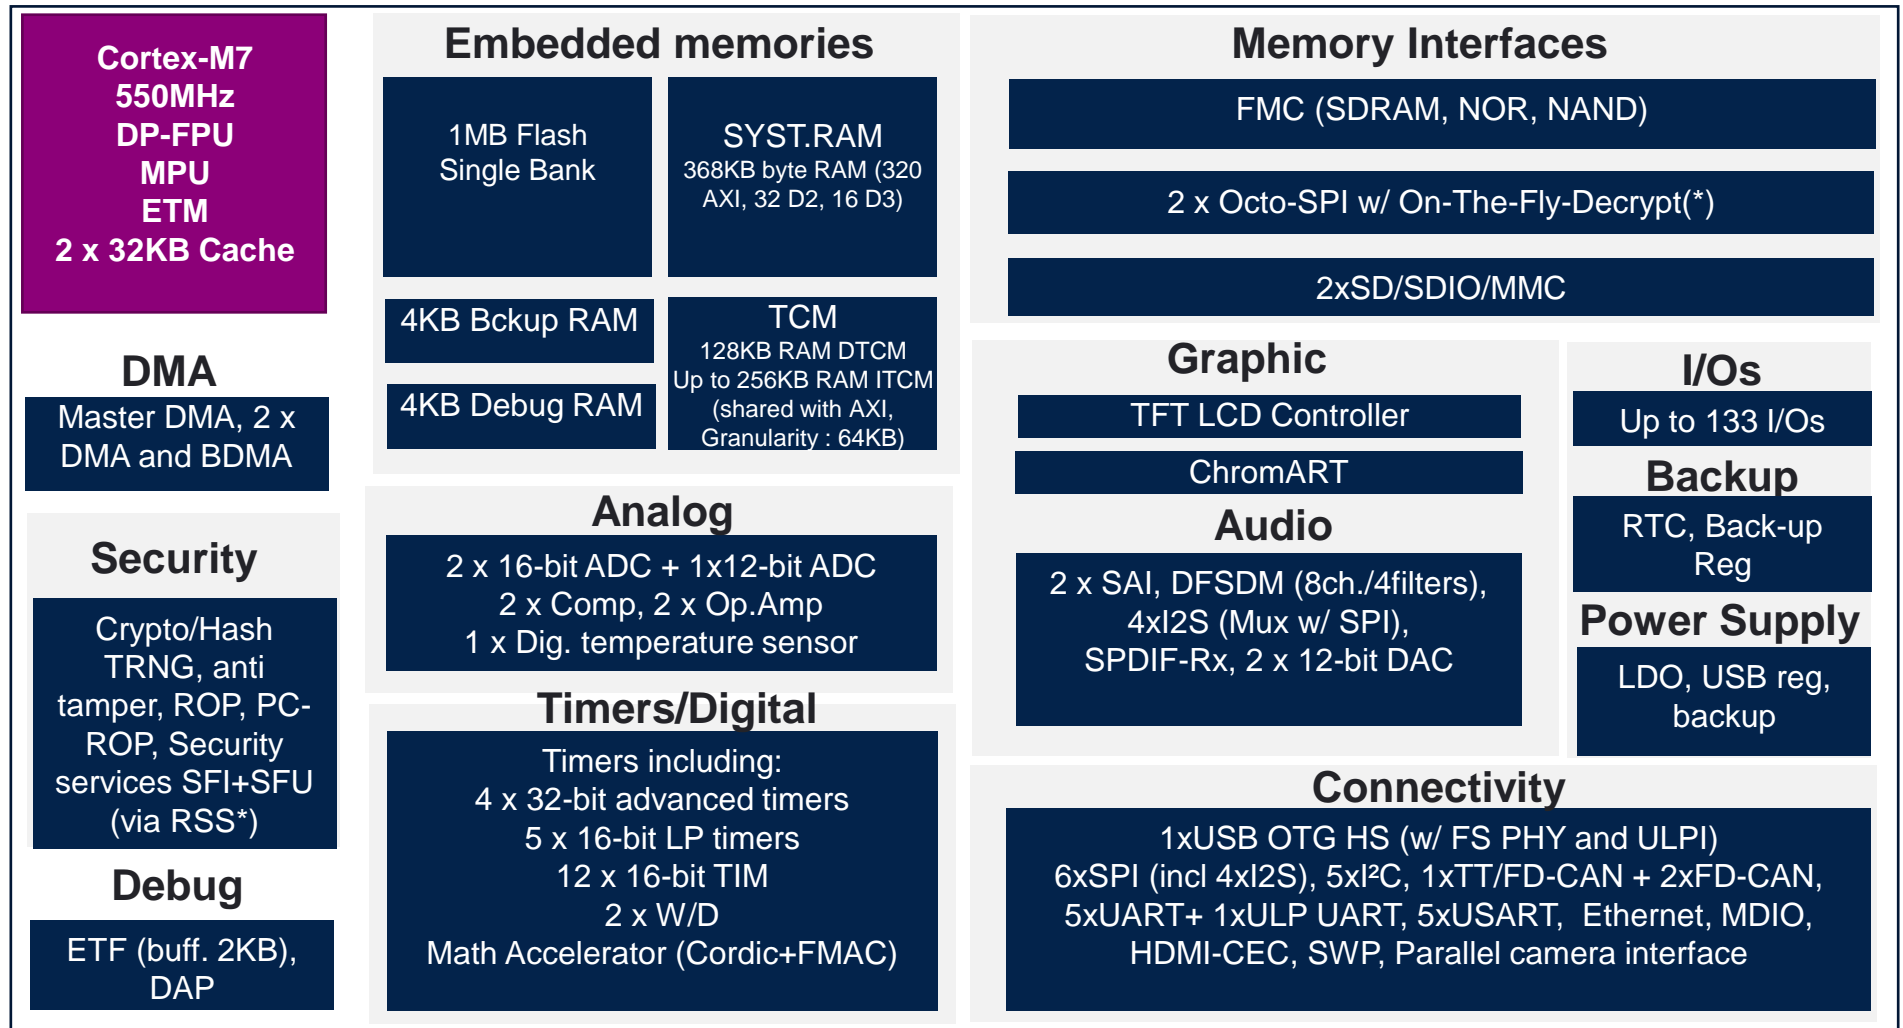 Cortex-M7
550MHz
DP-FPU
MPU
ETM
2 x 32KB Cache
DMA
Master DMA, 2 x
DMA and BDMA
Security
Crypto/Hash
TRNG, anti
tamper, ROP, PC-
ROP, Security
services SFI+SFU
(via RSS*)
Debug
ETF (buff. 2KB),
DAP
Embedded memories
1MB Flash
Single Bank
SYST.RAM
368KB byte RAM (320
AXI, 32 D2, 16 D3)
4KB Bckup RAM
4KB Debug RAM
TCM
128KB RAM DTCM
Up to 256KB RAM ITCM
(shared with AXI,
Granularity : 64KB)
Analog
2 x 16-bit ADC + 1x12-bit ADC
2 x Comp, 2 x Op.Amp
1 x Dig. temperature sensor
Timers/Digital
Timers including:
4 x 32-bit advanced timers
5 x 16-bit LP timers
12 x 16-bit TIM
2 x W/D
Math Accelerator (Cordic+FMAC)
Memory Interfaces
FMC (SDRAM, NOR, NAND)
2 x Octo-SPI w/ On-The-Fly-Decrypt(*)
2xSD/SDIO/MMC
Graphic
TFT LCD Controller
ChromART
Audio
2 x SAI, DFSDM (8ch./4filters),
4xI2S (Mux w/ SPI),
SPDIF-Rx, 2 x 12-bit DAC
I/Os
Up to 133 I/Os
Backup
RTC, Back-up
Reg
Power Supply
LDO, USB reg,
backup
Connectivity
1xUSB OTG HS (w/ FS PHY and ULPI)
6xSPI (incl 4xI2S), 5xI²C, 1xTT/FD-CAN + 2xFD-CAN,
5xUART+ 1xULP UART, 5xUSART, Ethernet, MDIO,
HDMI-CEC, SWP, Parallel camera interface